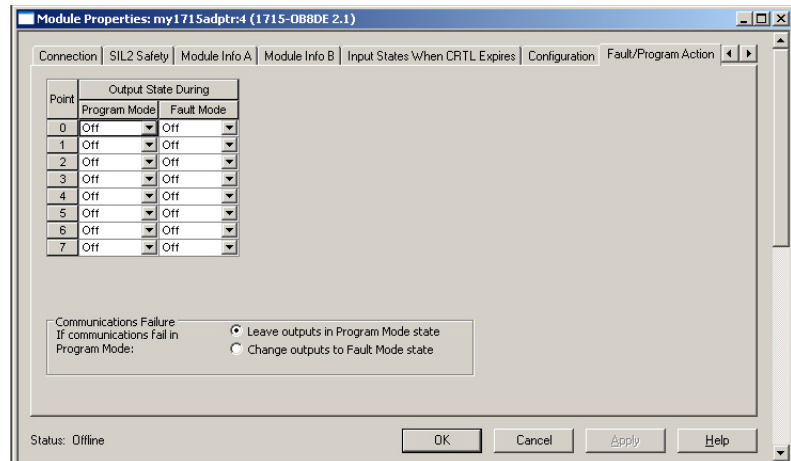 Module Properties: my1715adptr:4 (1715-OB8DE 2.1)
Connection SIL2 Safety Module Info A Module Info B Input States When CRTL Expires Configuration Fault/Program Action
Point Output State During
Program Mode Fault Mode
0 Off Off
1 Off Off
2 Off Off
3 Off Off
4 Off Off
5 Off Off
6 Off Off
7 Off Off
Communications Failure
If communications fail in Program Mode:
Leave outputs in Program Mode state
Change outputs to Fault Mode state
Status: Offline OK Cancel Apply Help